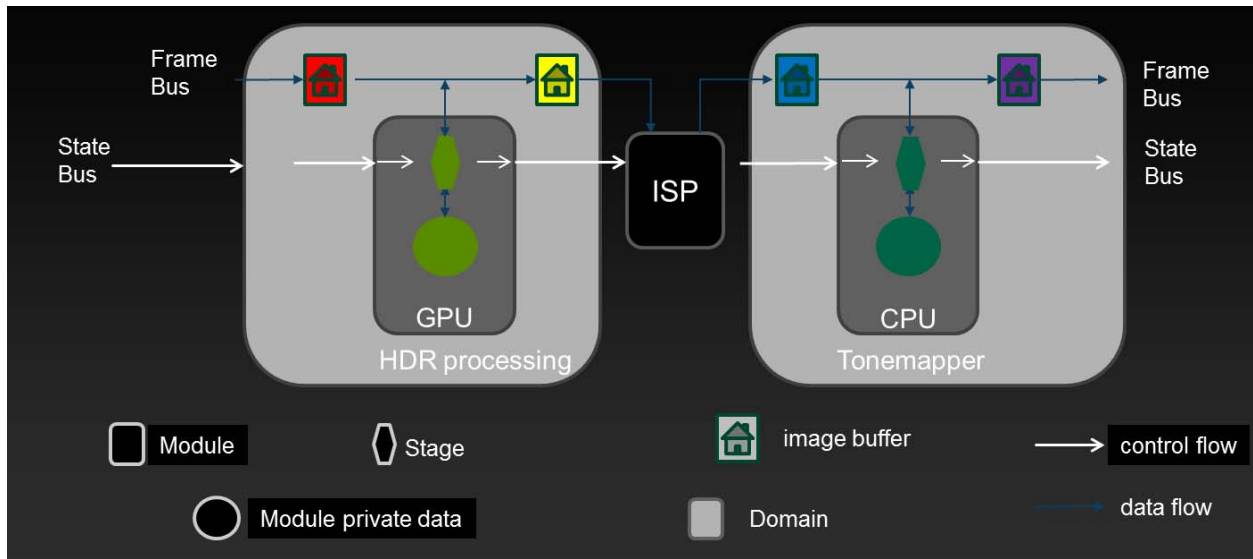 Frame
Bus
State
Bus
GPU
HDR processing
ISP
CPU
Tonemapper
Frame
Bus
State
Bus
Module
Stage
image buffer
control flow
Module private data
Domain
data flow